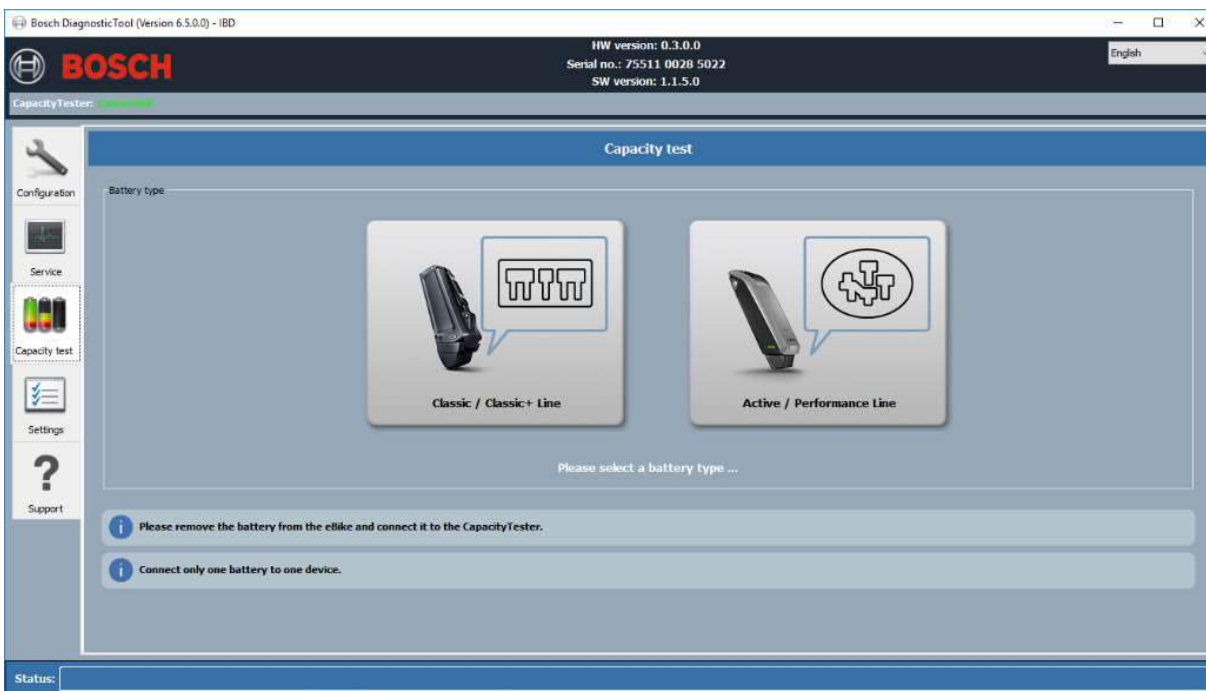 Bosch DiagnosticTool (Version 6.5.0.0) - IBD
HW version: 0.3.0.0
Serial no.: 75511 0028 5022
SW version: 1.1.5.0
English
BOSCH
CapacityTester: Connected
Capacity test
Configuration
Battery type
Service
Capacity test
Classic / Classic+ Line
Active / Performance Line
Settings
Please select a battery type ...
Support
Please remove the battery from the eBike and connect it to the CapacityTester.
Connect only one battery to one device.
Status: